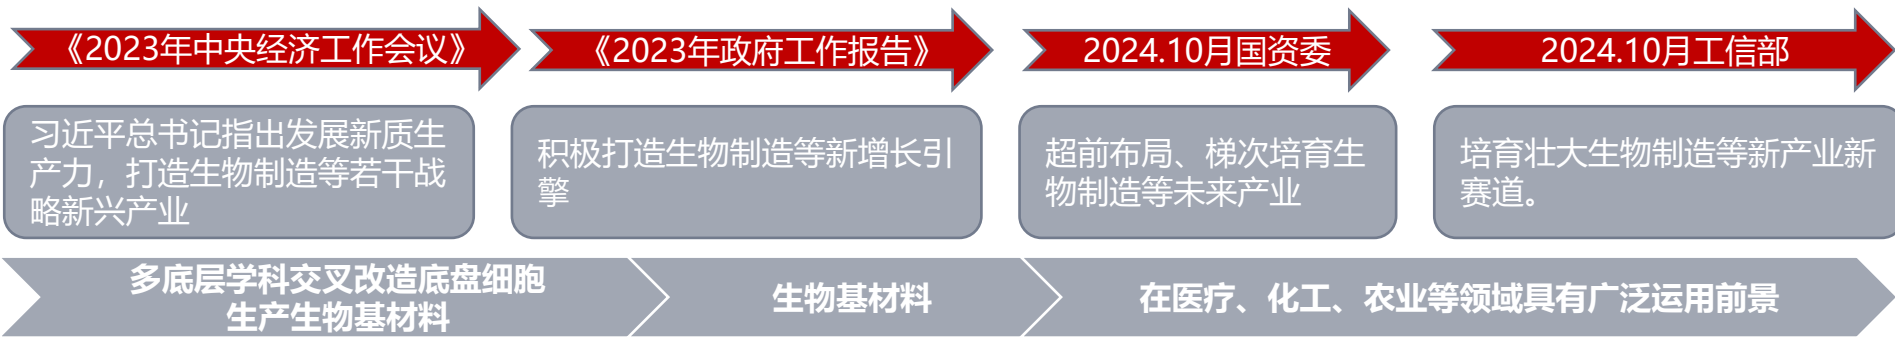 《2023年中央经济工作会议》
《2023年政府工作报告》
2024.10月国资委
2024.10月工信部
习近平总书记指出发展新质生
产力，打造生物制造等若干战
略新兴产业
积极打造生物制造等新增长引
擎
超前布局、梯次培育生
物制造等未来产业
培育壮大生物制造等新产业新
赛道。
多底层学科交叉改造底盘细胞
生产生物基材料
生物基材料
在医疗、化工、农业等领域具有广泛运用前景